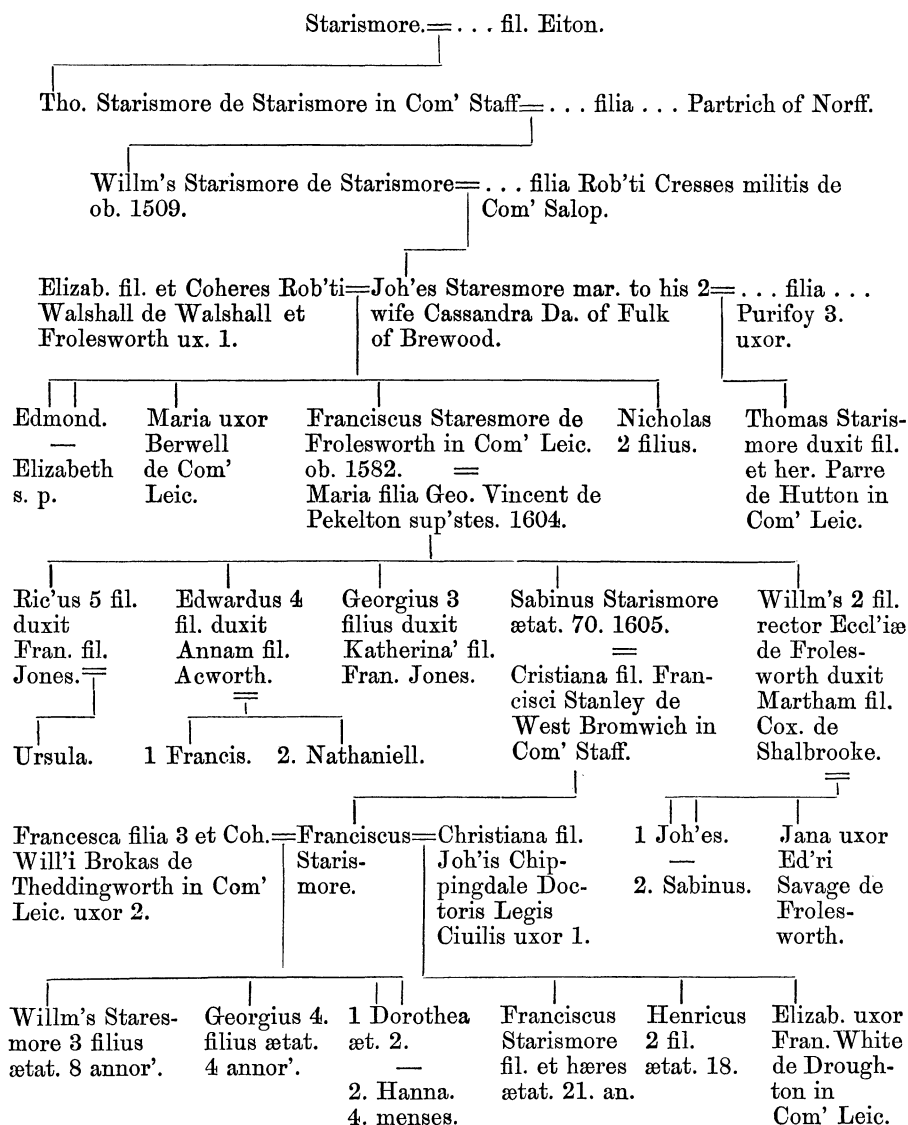 Starismore.= . . . fil. Eiton.
Tho. Starismore de Starismore in Com' Staff= . . . filia . . . Partrich of Norff.
Willm's Starismore de Starismore= . . . filia Rob'ti Cresses militis de
ob. 1509.
Com' Salop.
Elizab. fil. et Coheres Rob'ti=Joh'es Staresmore mar. to his 2= . . . filia . . .
Walshall de Walshall et
Frolesworth ux. 1.
wife Cassandra Da. of Fulk
of Brewood.
Purifoy 3.
uxor.
Edmond.
—
Elizabeth
s. p.
Maria uxor
Berwell
de Com'
Leic.
Franciscus Staresmore de
Frolesworth in Com' Leic.
ob. 1582. =
Maria filia Geo. Vincent de
Pekelton sup'stes. 1604.
Nicholas
2 filius.
Thomas Staris-
more duxit fil.
et her. Parre
de Hutton in
Com' Leic.
Ric'us 5 fil.
duxit
Fran. fil.
Jones.=
Edwardus 4
fil. duxit
Annam fil.
Acworth.
=
Georgius 3
filius duxit
Katherina' fil.
Fran. Jones.
Sabinus Starismore
ætat. 70. 1605.
=
Cristiana fil. Fran-
cisci Stanley de
West Bromwich in
Com' Staff.
Willm's 2 fil.
rector Eccl'iæ
de Froles-
worth duxit
Martham fil.
Cox. de
Shalbrooke.
=
Ursula.
1 Francis.
2. Nathaniell.
Francesca filia 3 et Coh.=Franciscus=Christiana fil.
Will'i Brokas de
Theddingworth in Com'
Leic. uxor 2.
Staris-
more.
Joh'is Chip-
pingdale Doc-
toris Legis
Ciuilis uxor 1.
1 Joh'es.
—
2. Sabinus.
Jana uxor
Ed'ri
Savage de
Froles-
worth.
Willm's Stares-
more 3 filius
ætat. 8 annor'.
Georgius 4.
filius ætat.
4 annor'.
1 Dorothea
æt. 2.
—
2. Hanna.
4. menses.
Franciscus
Starismore
fil. et hæres
ætat. 21. an.
Henricus
2 fil.
ætat. 18.
Elizab. uxor
Fran. White
de Drough-
ton in
Com' Leic.